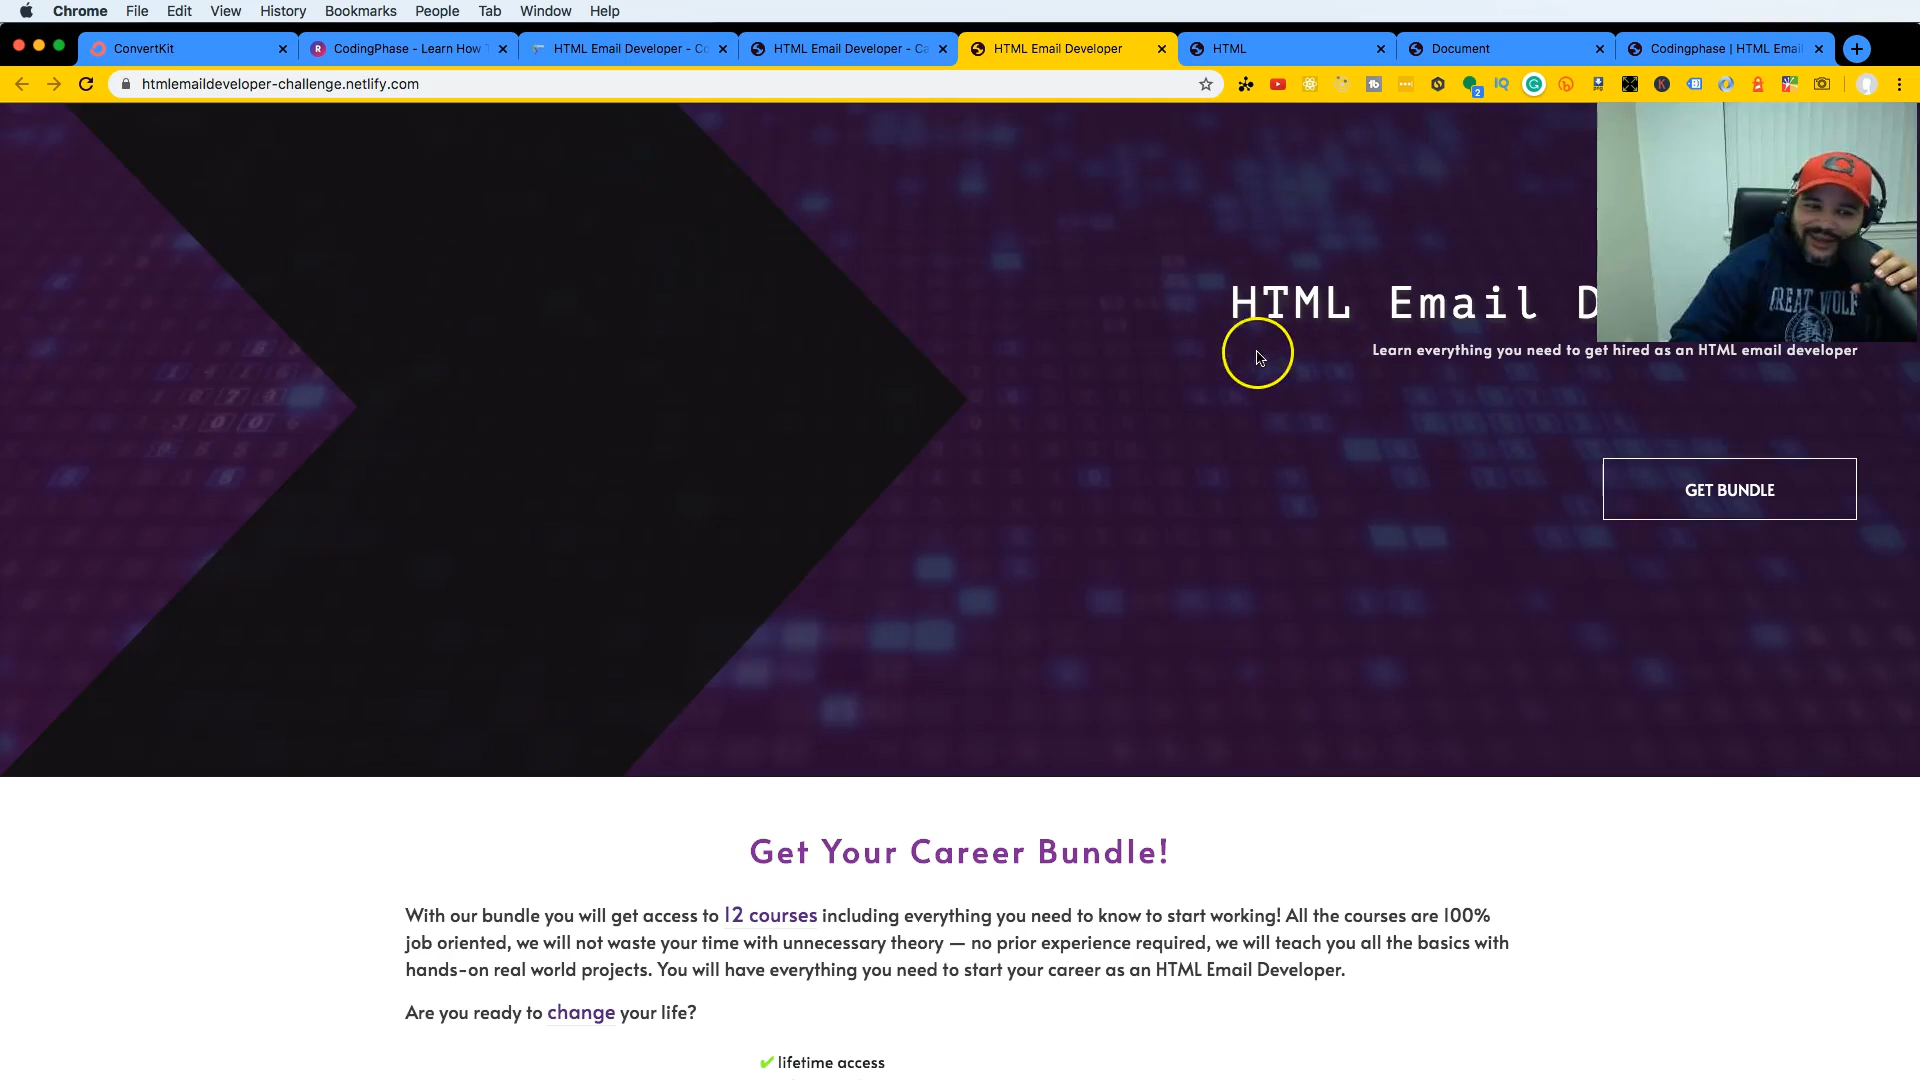 Chrome File Edit View History Bookmarks People Tab Window Help
ConvertKit
CodingPhase - Learn How T
HTML Email Developer - Co
HTML Email Developer - Ca
HTML Email Developer
HTML
Document
Codingphase | HTML Email
htmlemaildeveloper-challenge.netlify.com
2
HTML Email D
GREAT WOLF
Learn everything you need to get hired as an HTML email developer
GET BUNDLE
Get Your Career Bundle!
With our bundle you will get access to 12 courses including everything you need to know to start working! All the courses are 100%
job oriented, we will not waste your time with unnecessary theory — no prior experience required, we will teach you all the basics with
hands-on real world projects. You will have everything you need to start your career as an HTML Email Developer.
Are you ready to change your life?
✔ lifetime access